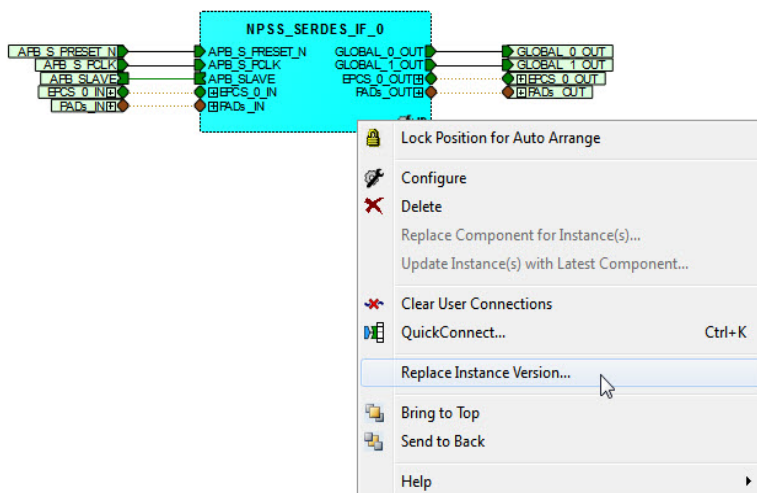 NPSS_SERDES_IF_0
APB_S_PRESET_N APB_S_PRESET_N GLOBAL_0_OUT GLOBAL_0_OUT
APB_S_PCLK APB_S_PCLK GLOBAL_1_OUT GLOBAL_1_OUT
APB_SLAVE APB_SLAVE EPCS_0_OUT EPCS_0_OUT
EPCS_0_IN EPCS_0_IN PADs_OUT PADs_OUT
PADs_IN PADs_IN
Lock Position for Auto Arrange
Configure
Delete
Replace Component for Instance(s)...
Update Instance(s) with Latest Component...
Clear User Connections
QuickConnect... Ctrl+K
Replace Instance Version...
Bring to Top
Send to Back
Help